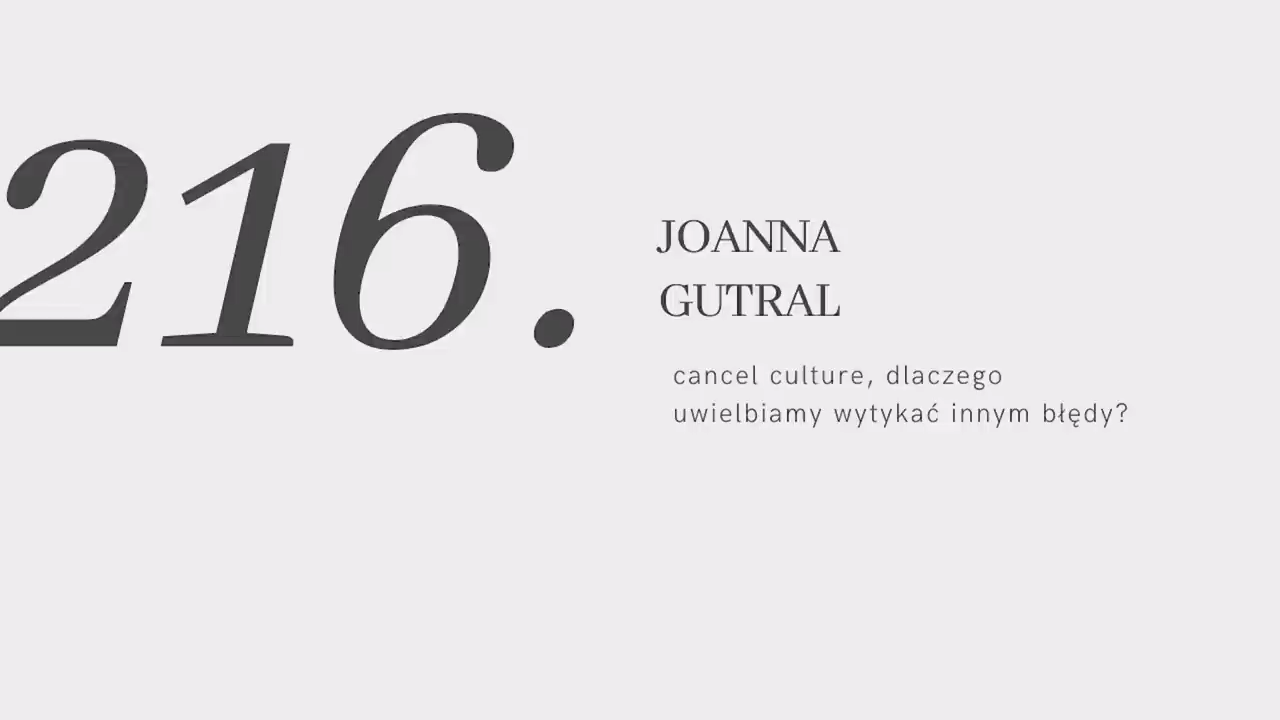 216.
JOANNA
GUTRAL
cancel culture, dlaczego
uwielbiamy wytykać innym błędy?